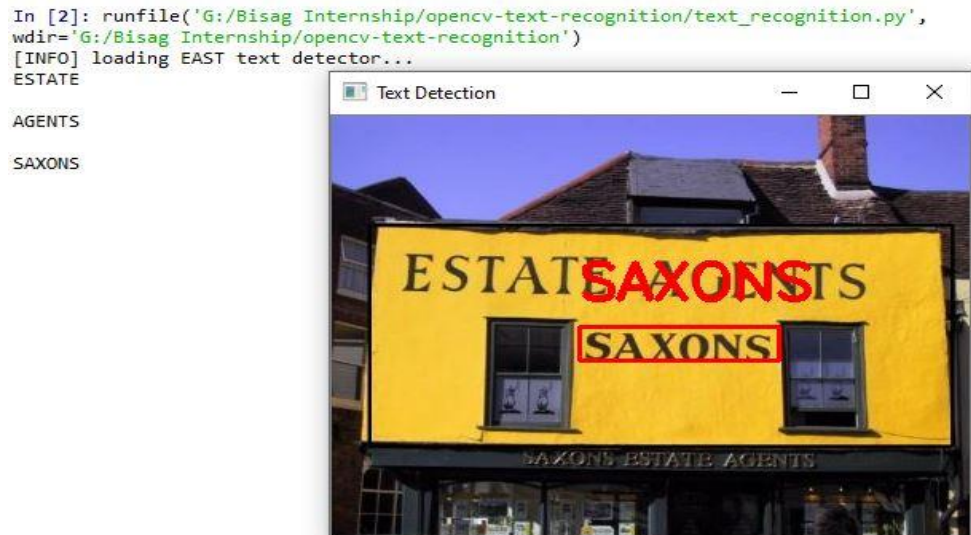 In [2]: runfile('G:/Bisag Internship/opencv-text-recognition/text_recognition.py',
wdir='G:/Bisag Internship/opencv-text-recognition')
[INFO] loading EAST text detector...
ESTATE
AGENTS
SAXONS
Text Detection
ESTATE AGENTS
SAXONS
SAXONS
SAXONS ESTATE AGENTS